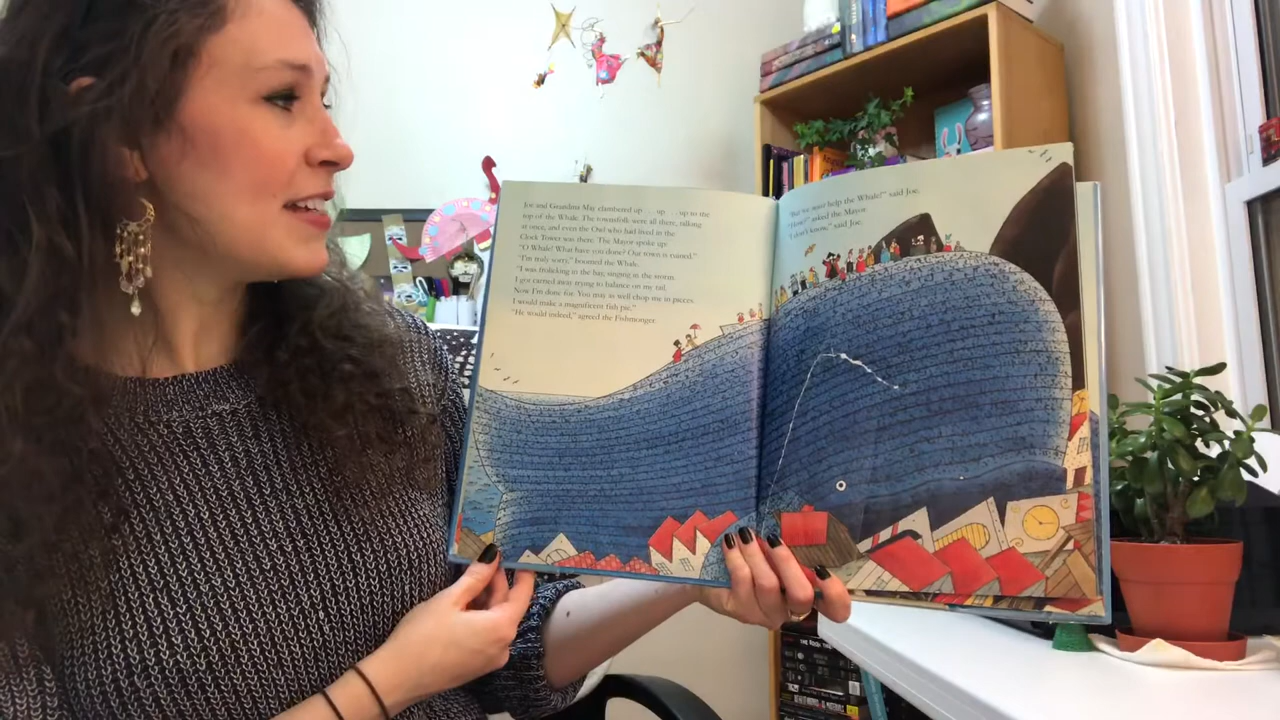 Joe and Grandma May clambered up . . . up . . . up to the
top of the Whale. The townsfolk were all there, talking
at once, and even the Owl who had lived in the
Clock Tower was there. The Mayor spoke up:
"O Whale! What have you done? Our town is ruined."
"I'm truly sorry," boomed the Whale.
"I was frolicking in the bay, singing in the storm.
I got carried away trying to balance on my tail.
Now I'm done for. You may as well chop me in pieces.
I would make a magnificent fish pie."
"He would indeed," agreed the Fishmonger.
"But we must help the Whale!" said Joe.
"How?" asked the Mayor.
"I don't know," said Joe.